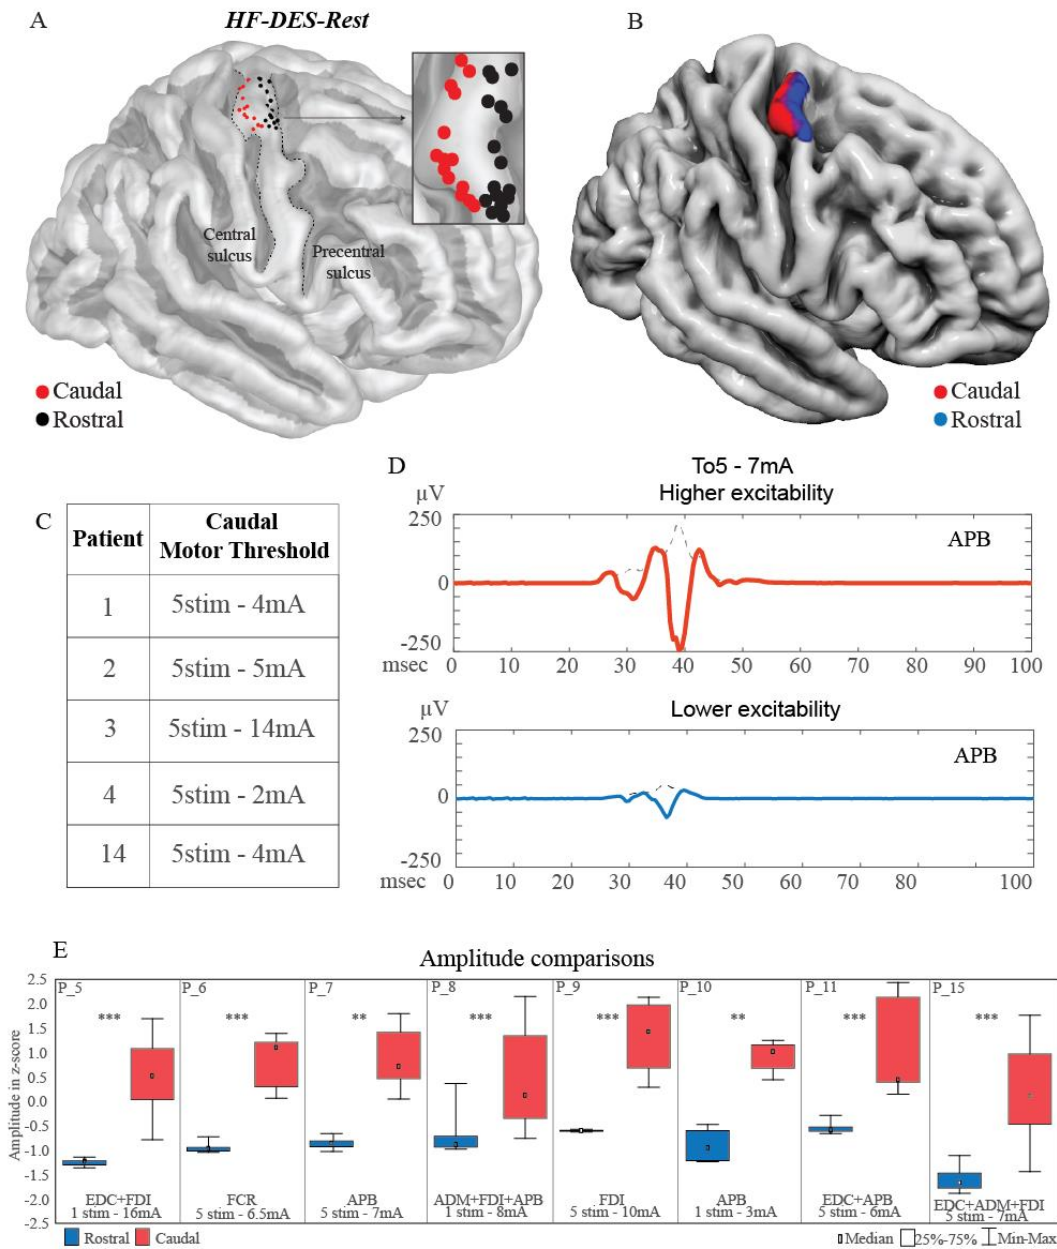 A
HF-DES-Rest
B
Central
sulcus
Precentral
sulcus
Caudal
Rostral
Caudal
Rostral
C
Patient
Caudal
Motor Threshold
1
5stim - 4mA
2
5stim - 5mA
3
5stim - 14mA
4
5stim - 2mA
14
5stim - 4mA
D
To5 - 7mA
Higher excitability
µV
250
0
-250
APB
msec
0 10 20 30 40 50 60 70 80 90 100
Lower excitability
µV
250
0
-250
APB
msec
0 10 20 30 40 50 60 70 80 100
E
Amplitude comparisons
Amplitude in z-score
2.5
2.0
1.5
1.0
0.5
0.0
-0.5
-1.0
-1.5
-2.0
-2.5
P_5
***
EDC+FDI
1 stim - 16mA
P_6
***
FCR
5 stim - 6.5mA
P_7
**
APB
5 stim - 7mA
P_8
***
ADM+FDI+APB
1 stim - 8mA
P_9
***
FDI
5 stim - 10mA
P_10
**
APB
1 stim - 3mA
P_11
***
EDC+APB
5 stim - 6mA
P_15
***
EDC+ADM+FDI
5 stim - 7mA
Rostral Caudal
Median 25%-75% Min-Max